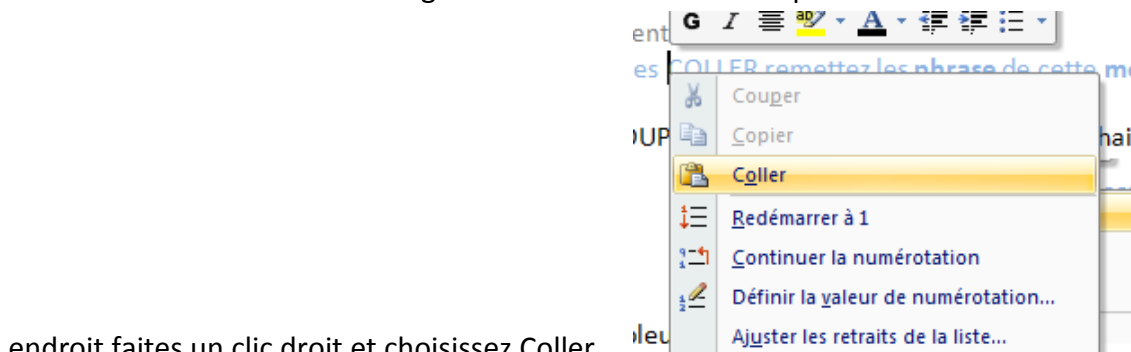 G I
ent
es COLLER remettez les phrase de cette
Couper
OUP Copier
Coller
Redémarrer à 1
Continuer la numérotation
Définir la valeur de numérotation...
Ajuster les retraits de la liste...
endroit faites un clic droit et choisissez Coller